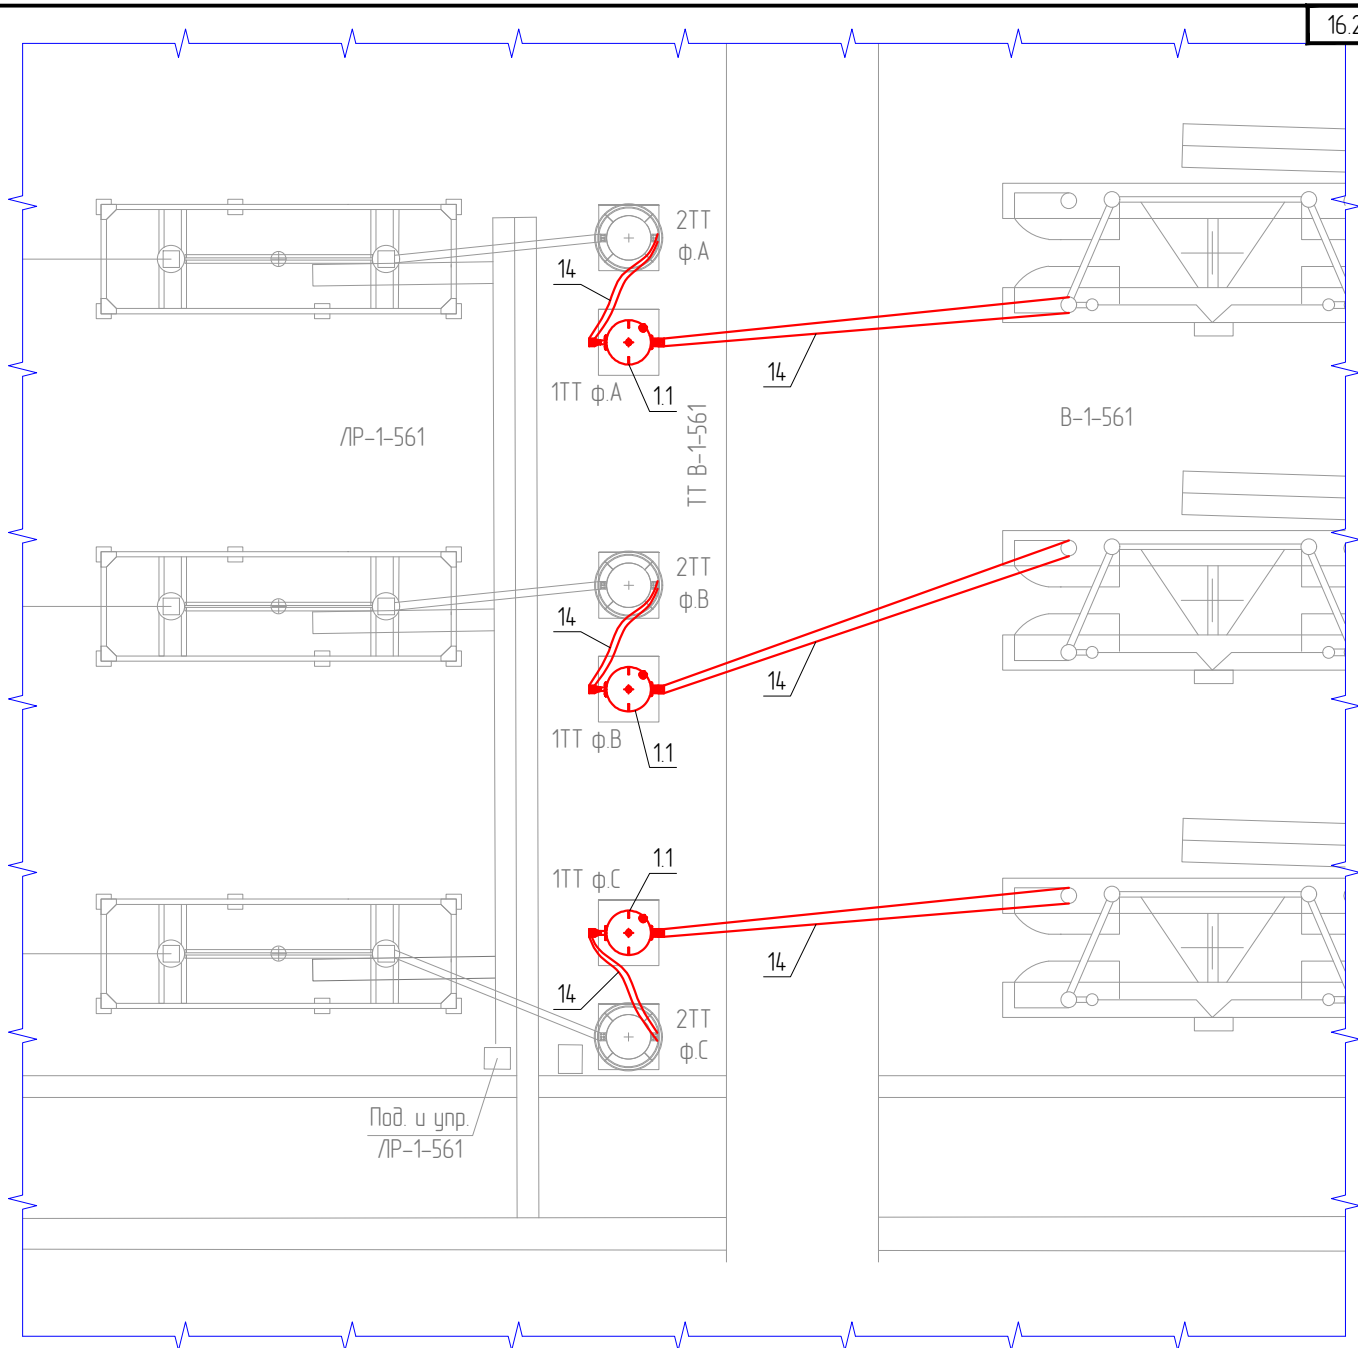 16.2
2ТТ
ф.А
14
14
1ТТ ф.А
1.1
ЛР-1-561
ТТ В-1-561
В-1-561
2ТТ
ф.В
14
14
1ТТ ф.В
1.1
1.1
1ТТ ф.С
14
14
2ТТ
ф.С
Под. и упр.
ЛР-1-561